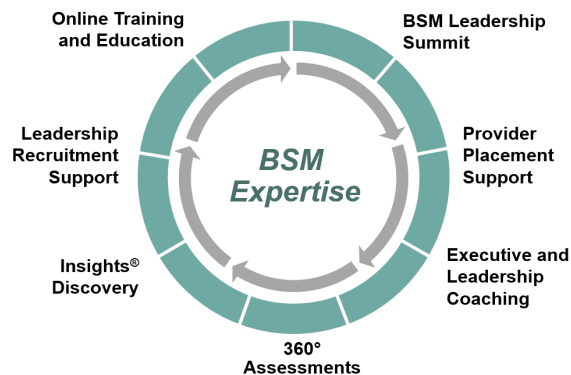 Online Training
and Education
BSM Leadership
Summit
Leadership
Recruitment
Support
BSM
Expertise
Provider
Placement
Support
Insights®
Discovery
Executive and
Leadership
Coaching
360°
Assessments